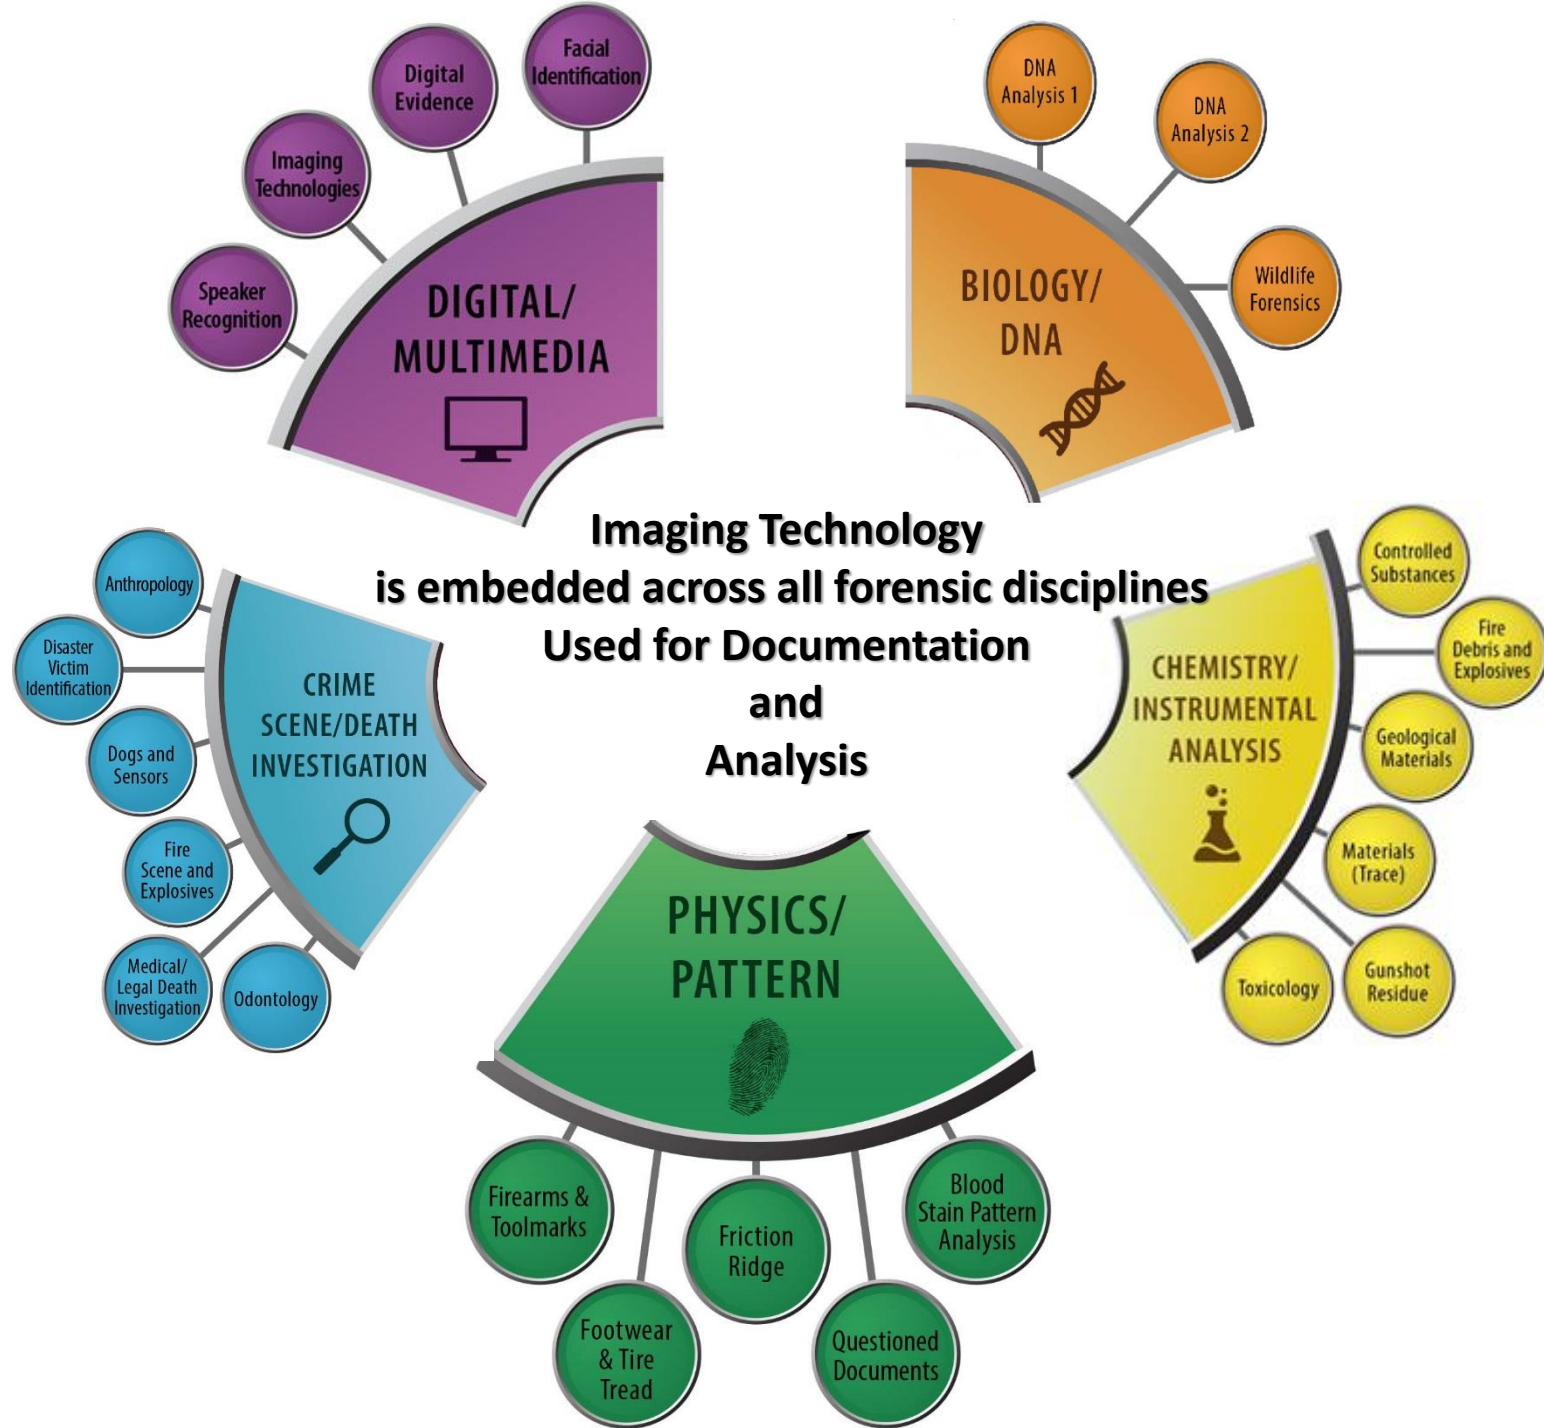 Facial
Identification
Digital
Evidence
Imaging
Technologies
Speaker
Recognition
DIGITAL/
MULTIMEDIA
DNA
Analysis 1
DNA
Analysis 2
Wildlife
Forensics
BIOLOGY/
DNA
Imaging Technology
is embedded across all forensic disciplines
Used for Documentation
and
Analysis
Anthropology
Disaster
Victim
Identification
Dogs and
Sensors
Fire
Scene and
Explosives
Medical/
Legal Death
Investigation
Odontology
CRIME
SCENE/DEATH
INVESTIGATION
Controlled
Substances
Fire
Debris and
Explosives
Geological
Materials
Materials
(Trace)
Gunshot
Residue
Toxicology
CHEMISTRY/
INSTRUMENTAL
ANALYSIS
PHYSICS/
PATTERN
Firearms &
Toolmarks
Footwear
& Tire
Tread
Friction
Ridge
Questioned
Documents
Blood
Stain Pattern
Analysis